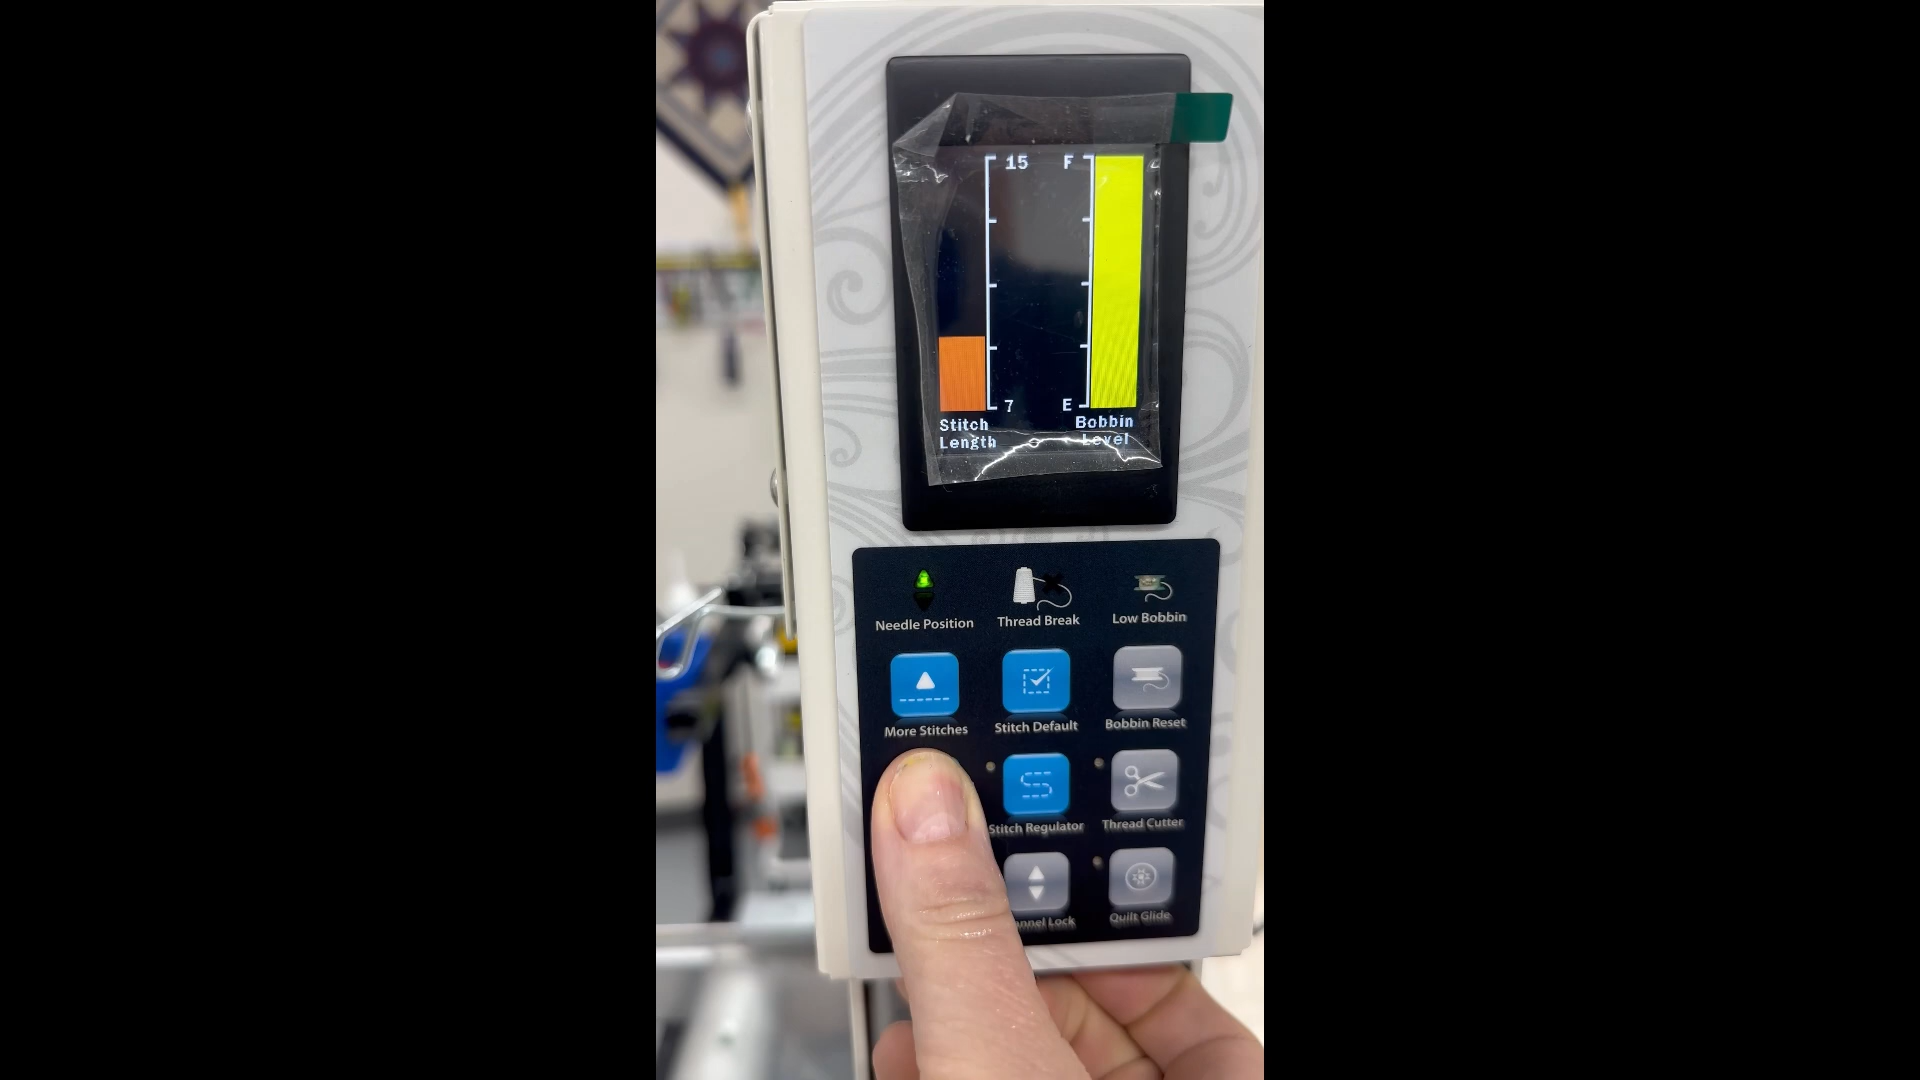 15 F
7 E
Stitch
Length
Bobbin
Level
Needle Position Thread Break Low Bobbin
More Stitches Stitch Default Bobbin Reset
Stitch Regulator Thread Cutter
Lock Quilt Glide